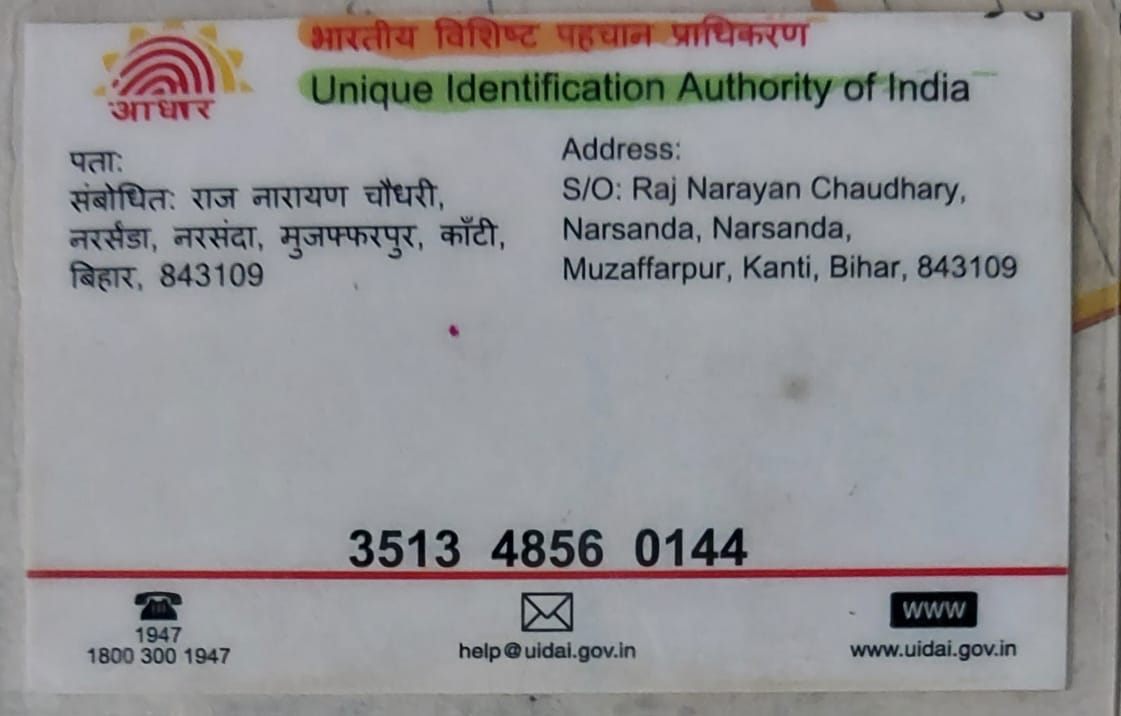 भारतीय विशिष्ट पहचान प्राधिकरण
Unique Identification Authority of India
आधार
पता:
संबोधित: राज नारायण चौधरी,
नरसंडा, नरसंदा, मुजफ्फरपुर, काँटी,
बिहार, 843109
Address:
S/O: Raj Narayan Chaudhary,
Narsanda, Narsanda,
Muzaffarpur, Kanti, Bihar, 843109
3513 4856 0144
1947
1800 300 1947
help@uidai.gov.in
www
www.uidai.gov.in